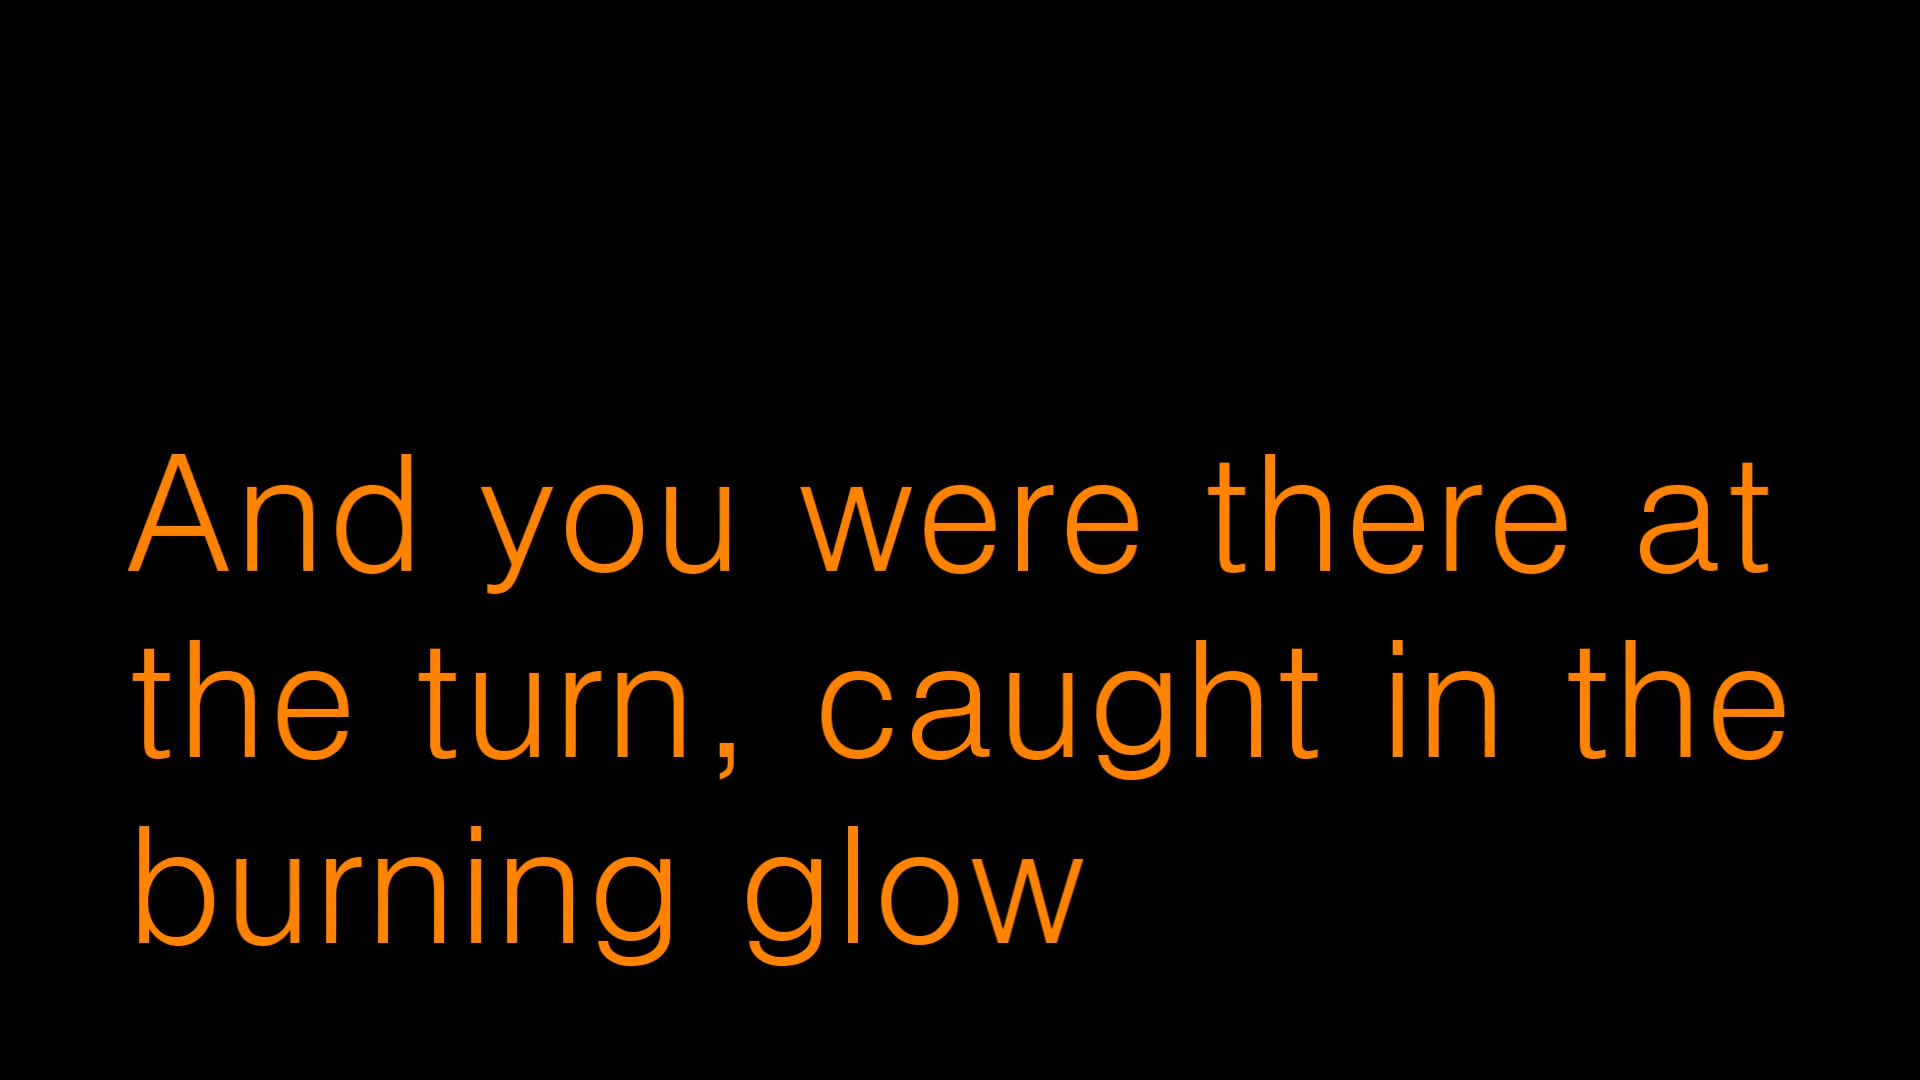 And you were there at
the turn, caught in the
burning glow